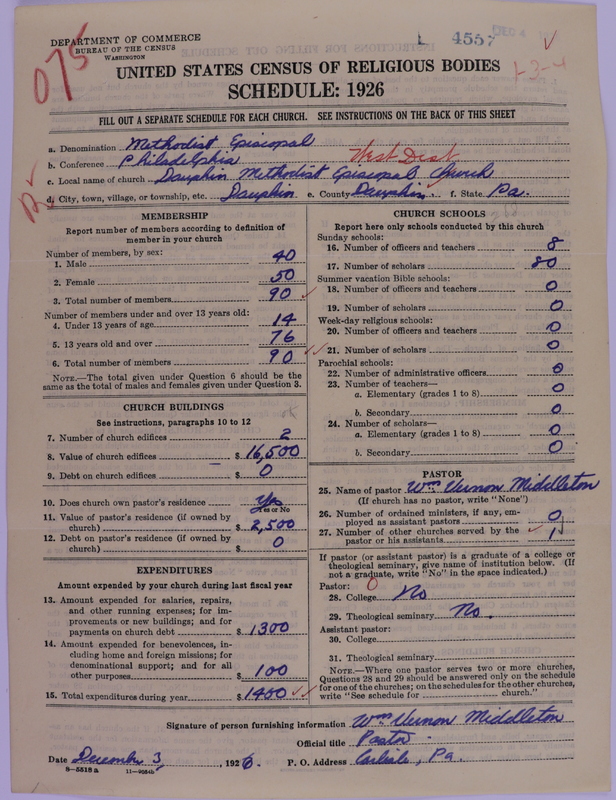 DEPARTMENT OF COMMERCE
BUREAU OF THE CENSUS
WASHINGTON
L 4557
DEC 4
075
1-3-4
UNITED STATES CENSUS OF RELIGIOUS BODIES
SCHEDULE: 1926
FILL OUT A SEPARATE SCHEDULE FOR EACH CHURCH. SEE INSTRUCTIONS ON THE BACK OF THIS SHEET
a. Denomination Methodist Episcopal
b. Conference Philadelphia West Dist
c. Local name of church Dauphin Methodist Episcopal Church
d. City, town, village, or township, etc. Dauphin e. County Dauphin f. State Pa.
MEMBERSHIP
Report number of members according to definition of
member in your church
Number of members, by sex:
1. Male 40
2. Female 50
3. Total number of members 90
Number of members under and over 13 years old:
4. Under 13 years of age 14
5. 13 years old and over 76
6. Total number of members 90
NOTE.—The total given under Question 6 should be the
same as the total of males and females given under Question 3.
CHURCH BUILDINGS
See instructions, paragraphs 10 to 12
7. Number of church edifices 2
8. Value of church edifices $ 16,500
9. Debt on church edifices $ 0
10. Does church own pastor's residence Yes
Yes or No
11. Value of pastor's residence (if owned by
church) $ 2,500
12. Debt on pastor's residence (if owned by
church) $ 0
EXPENDITURES
Amount expended by your church during last fiscal year
13. Amount expended for salaries, repairs,
and other running expenses; for im-
provements or new buildings; and for
payments on church debt $ 1300
14. Amount expended for benevolences, in-
cluding home and foreign missions; for
denominational support; and for all
other purposes $ 100
15. Total expenditures during year $ 1400
CHURCH SCHOOLS
Report here only schools conducted by this church
Sunday schools:
16. Number of officers and teachers 8
17. Number of scholars 80
Summer vacation Bible schools:
18. Number of officers and teachers 0
19. Number of scholars 0
Week-day religious schools:
20. Number of officers and teachers 0
21. Number of scholars 0
Parochial schools:
22. Number of administrative officers 0
23. Number of teachers—
a. Elementary (grades 1 to 8) 0
b. Secondary 0
24. Number of scholars—
a. Elementary (grades 1 to 8) 0
b. Secondary 0
PASTOR
25. Name of pastor Wm Vernon Middleton
(If church has no pastor, write "None")
26. Number of ordained ministers, if any, em-
ployed as assistant pastors 0
27. Number of other churches served by the
pastor or his assistants 1
If pastor (or assistant pastor) is a graduate of a college or
theological seminary, give name of institution below. (If
not a graduate, write "No" in the space indicated.)
Pastor: 0
28. College No
29. Theological seminary No.
Assistant pastor:
30. College
31. Theological seminary
NOTE.—Where one pastor serves two or more churches,
Questions 28 and 29 should be answered only on the schedule
for one of the churches; on the schedules for the other churches,
write "See schedule for church."
Signature of person furnishing information Wm Vernon Middleton
Official title Pastor
Date December 3, 1926. P. O. Address Carlisle, Pa.
8-5518 a